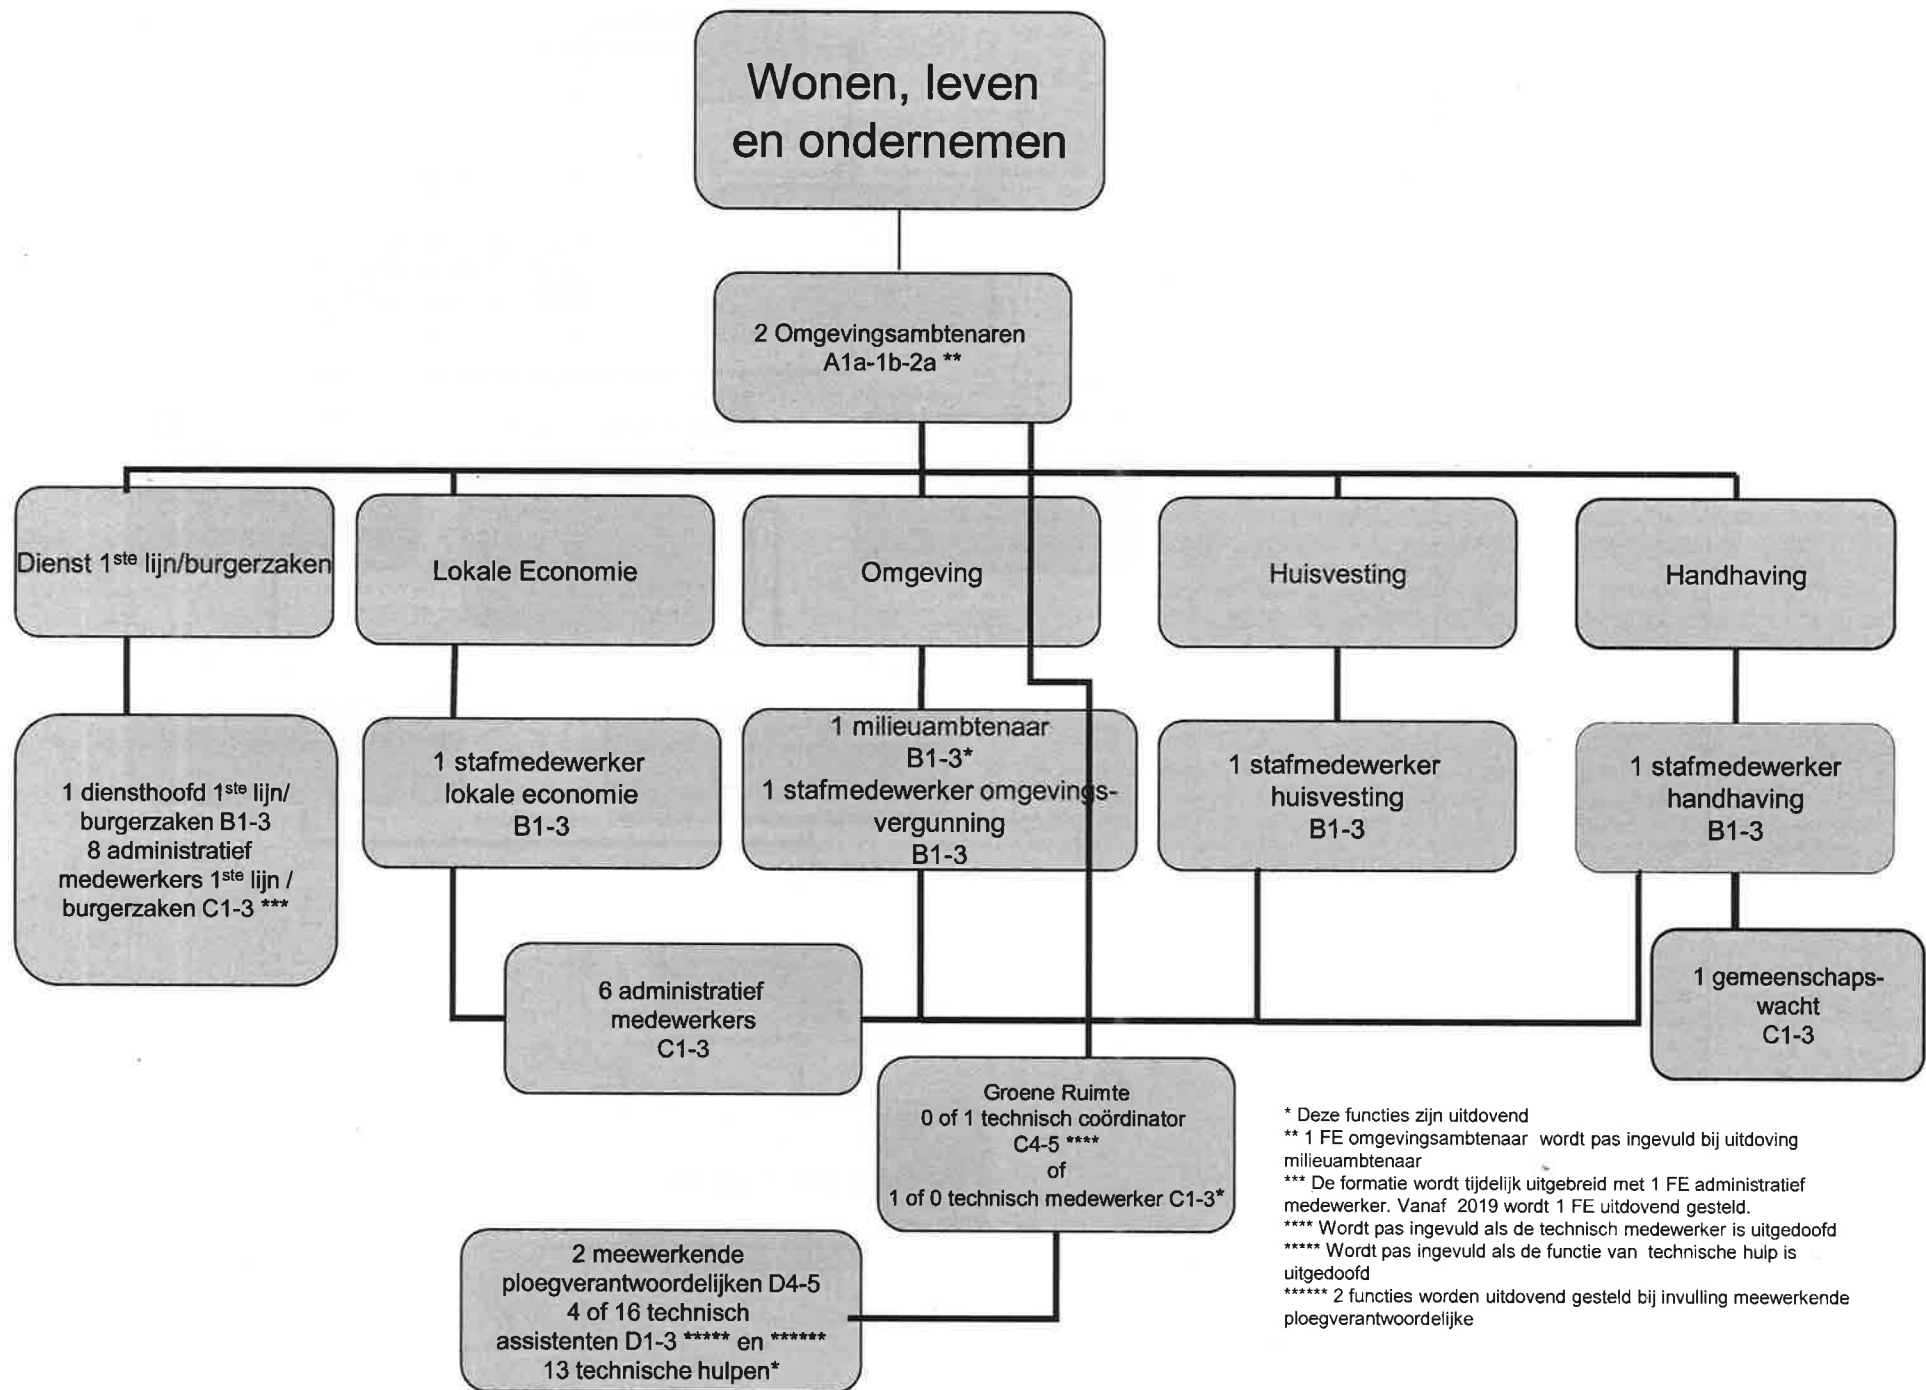 Wonen, leven
en ondernemen
2 Omgevingsambtenaren
A1a-1b-2a **
Dienst 1ste lijn/burgerzaken
Lokale Economie
Omgeving
Huisvesting
Handhaving
1 diensthoofd 1ste lijn/
burgerzaken B1-3
8 administratief
medewerkers 1ste lijn /
burgerzaken C1-3 ***
1 stafmedewerker
lokale economie
B1-3
1 milieuambtenaar
B1-3*
1 stafmedewerker omgevings-
vergunning
B1-3
1 stafmedewerker
huisvesting
B1-3
1 stafmedewerker
handhaving
B1-3
6 administratief
medewerkers
C1-3
1 gemeenschaps-
wacht
C1-3
Groene Ruimte
0 of 1 technisch coördinator
C4-5 ****
of
1 of 0 technisch medewerker C1-3*
2 meewerkende
ploegverantwoordelijken D4-5
4 of 16 technisch
assistenten D1-3 ***** en ******
13 technische hulpen*
* Deze functies zijn uitdovend
** 1 FE omgevingsambtenaar wordt pas ingevuld bij uitdoving
milieuambtenaar
*** De formatie wordt tijdelijk uitgebreid met 1 FE administratief
medewerker. Vanaf 2019 wordt 1 FE uitdovend gesteld.
**** Wordt pas ingevuld als de technisch medewerker is uitgedoofd
***** Wordt pas ingevuld als de functie van technische hulp is
uitgedoofd
****** 2 functies worden uitdovend gesteld bij invulling meewerkende
ploegverantwoordelijke